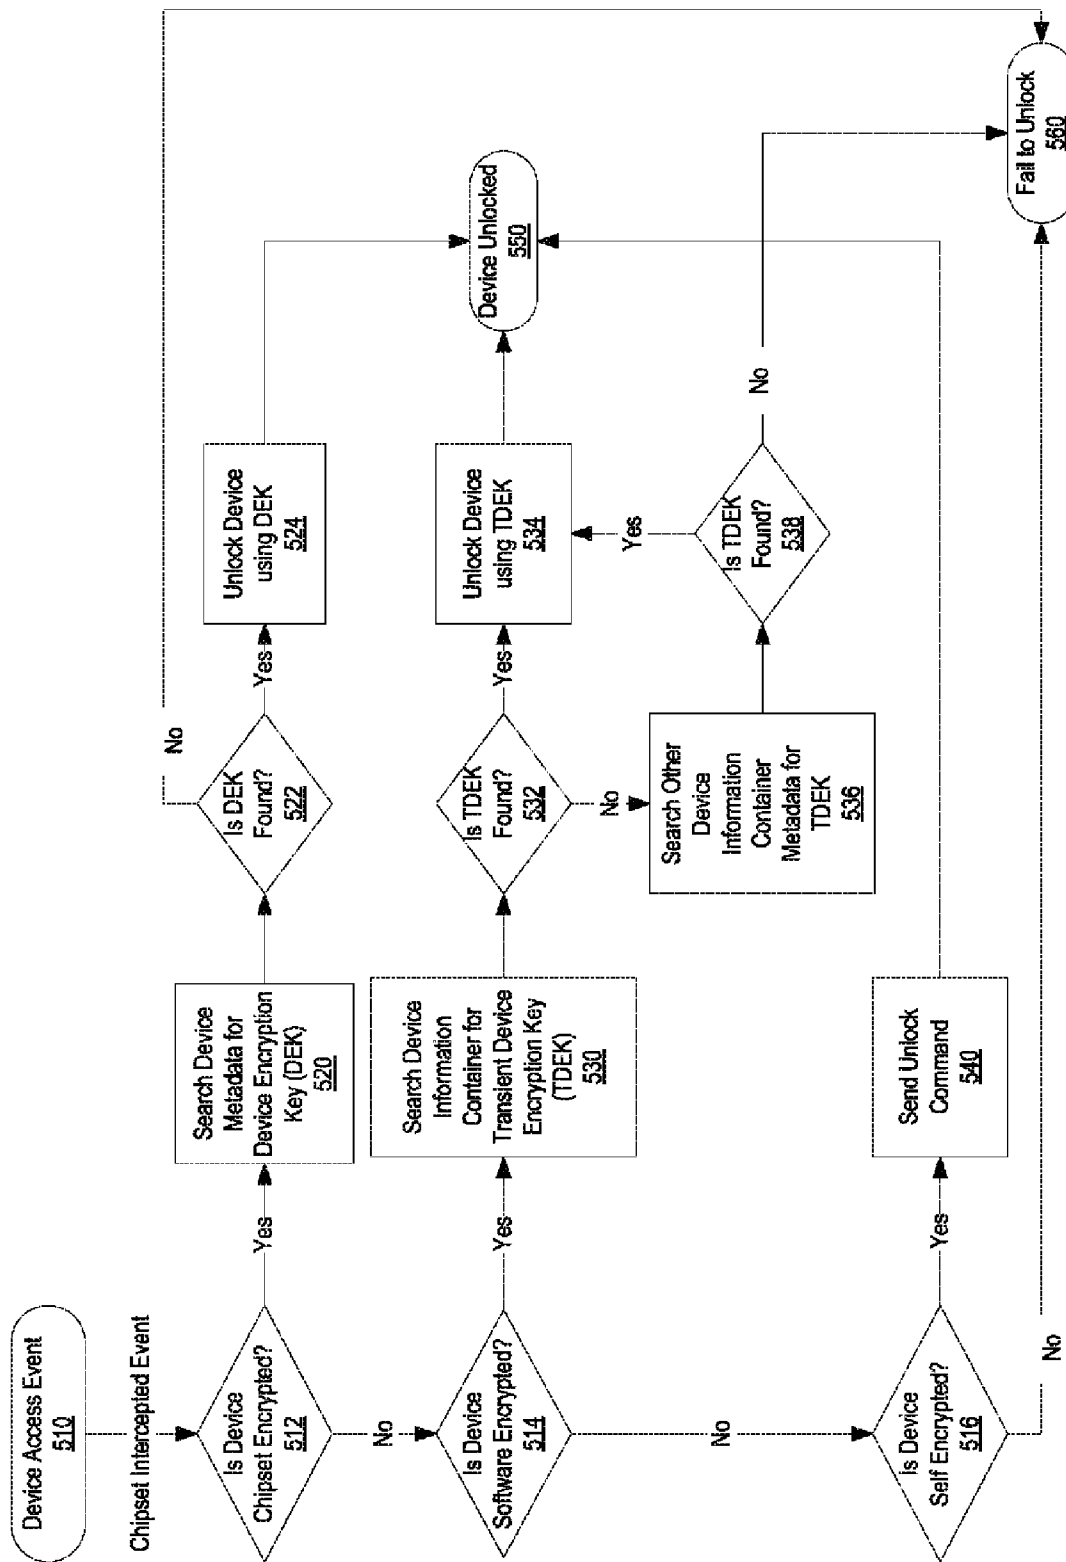 Device Access Event
510
Chipset Intercepted Event
Is Device
Chipset Encrypted?
512
Yes
No
Search Device
Metadata for
Device Encryption
Key (DEK)
520
Is DEK
Found?
522
No
Yes
Unlock Device
using DEK
524
Is Device
Software Encrypted?
514
Yes
No
Search Device
Information
Container for
Transient Device
Encryption Key
(TDEK)
530
Is TDEK
Found?
532
Yes
No
Unlock Device
using TDEK
534
Device Unlocked
550
Search Other
Device
Information
Container
Metadata for
TDEK
536
Is TDEK
Found?
538
Yes
No
Is Device
Self Encrypted?
516
Yes
No
Send Unlock
Command
540
Fail to Unlock
560